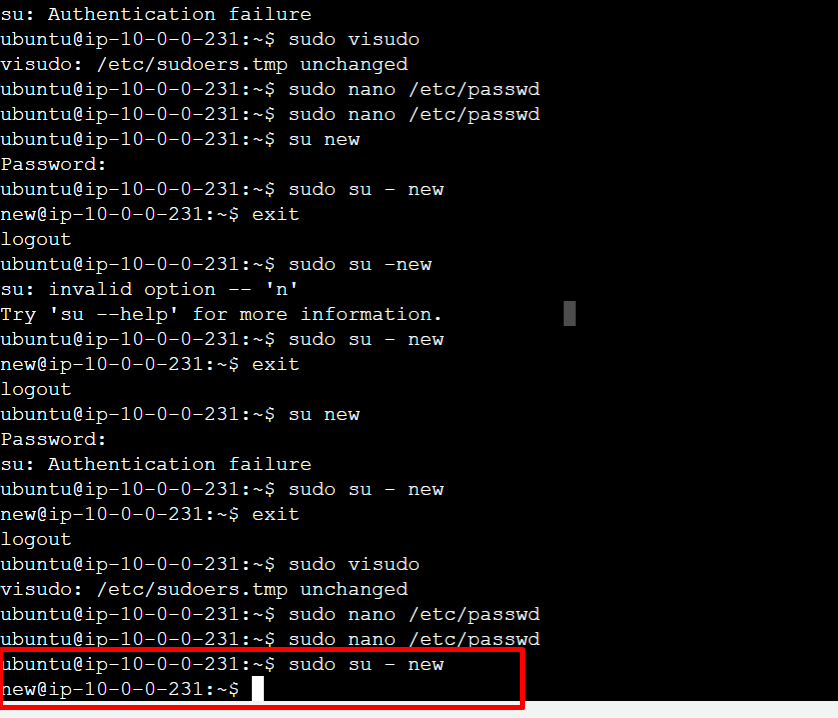 su: Authentication failure
ubuntu@ip-10-0-0-231:~$ sudo visudo
visudo: /etc/sudoers.tmp unchanged
ubuntu@ip-10-0-0-231:~$ sudo nano /etc/passwd
ubuntu@ip-10-0-0-231:~$ sudo nano /etc/passwd
ubuntu@ip-10-0-0-231:~$ su new
Password:
ubuntu@ip-10-0-0-231:~$ sudo su - new
new@ip-10-0-0-231:~$ exit
logout
ubuntu@ip-10-0-0-231:~$ sudo su -new
su: invalid option -- 'n'
Try 'su --help' for more information.
ubuntu@ip-10-0-0-231:~$ sudo su - new
new@ip-10-0-0-231:~$ exit
logout
ubuntu@ip-10-0-0-231:~$ su new
Password:
su: Authentication failure
ubuntu@ip-10-0-0-231:~$ sudo su - new
new@ip-10-0-0-231:~$ exit
logout
ubuntu@ip-10-0-0-231:~$ sudo visudo
visudo: /etc/sudoers.tmp unchanged
ubuntu@ip-10-0-0-231:~$ sudo nano /etc/passwd
ubuntu@ip-10-0-0-231:~$ sudo nano /etc/passwd
ubuntu@ip-10-0-0-231:~$ sudo su - new
new@ip-10-0-0-231:~$